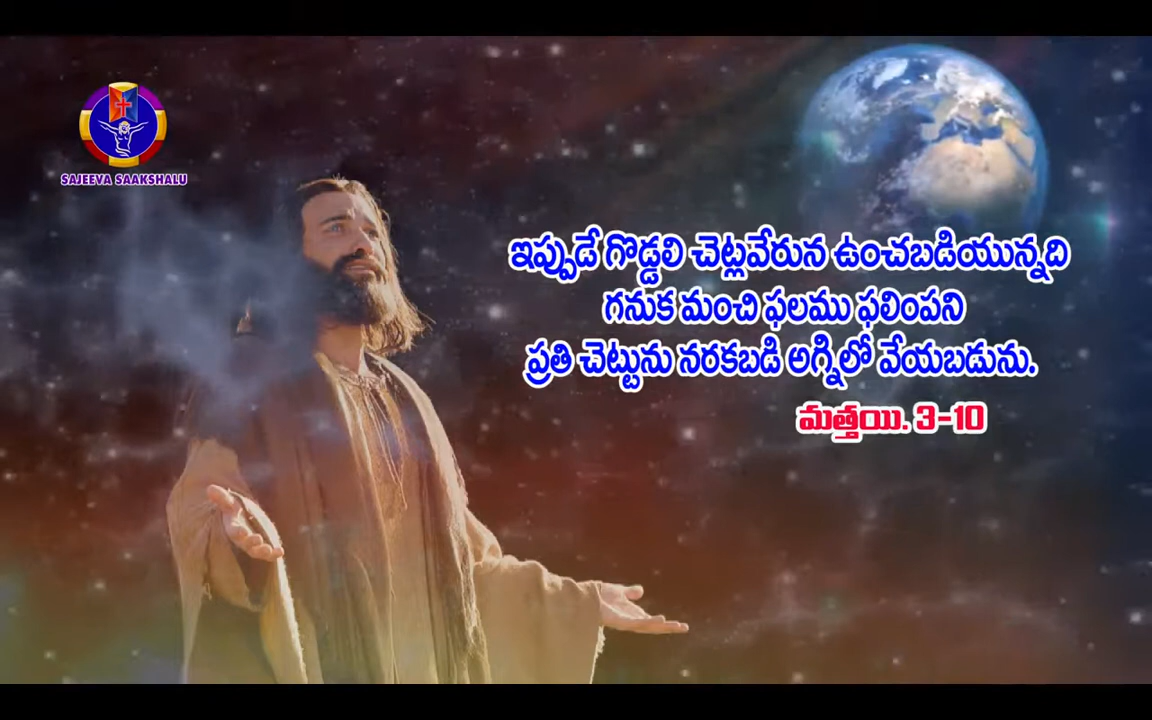 SAJEEVA SAAKSHALU
ఇప్పుడే గొడ్డలి చెట్లవేరున ఉంచబడియున్నది
గనుక మంచి ఫలము ఫలింపని
ప్రతి చెట్టును నరకబడి అగ్నిలో వేయబడును.
మత్తయి. 3-10